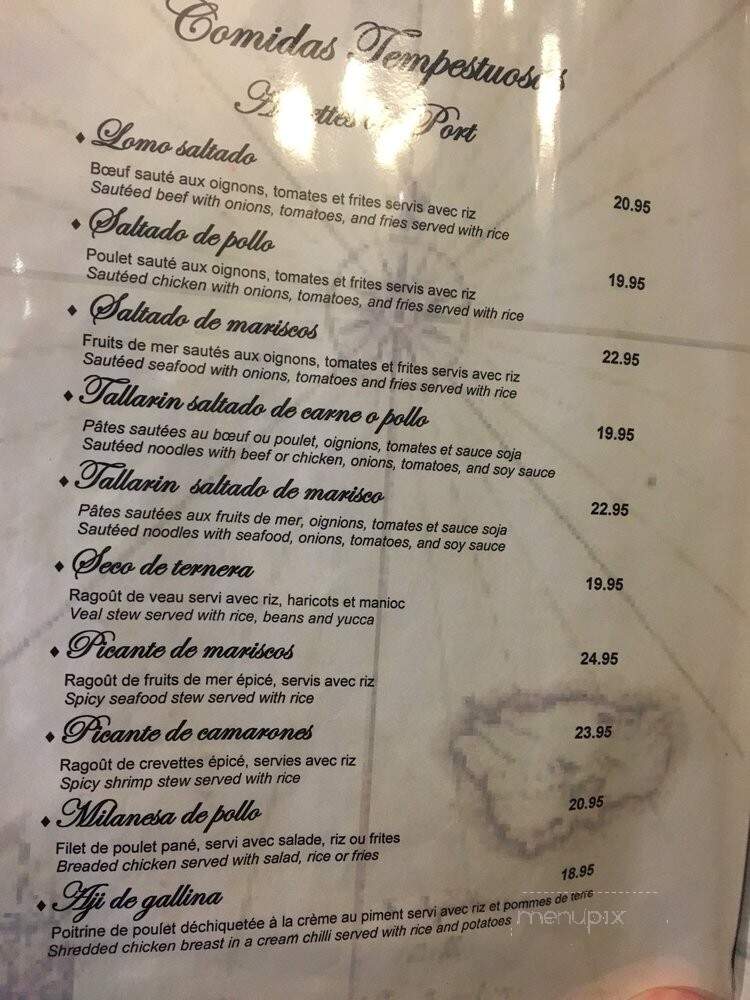 Comidas Tempestuosas
Port
♦ Lomo saltado
Bœuf sauté aux oignons, tomates et frites servis avec riz 20.95
Sautéed beef with onions, tomatoes, and fries served with rice
♦ Saltado de pollo
Poulet sauté aux oignons, tomates et frites servis avec riz 19.95
Sautéed chicken with onions, tomatoes, and fries served with rice
♦ Saltado de mariscos
Fruits de mer sautés aux oignons, tomates et frites servis avec riz 22.95
Sautéed seafood with onions, tomatoes and fries served with rice
♦ Tallarin saltado de carne o pollo
Pâtes sautées au bœuf ou poulet, oignions, tomates et sauce soja 19.95
Sautéed noodles with beef or chicken, onions, tomatoes, and soy sauce
♦ Tallarin saltado de marisco
Pâtes sautées aux fruits de mer, oignions, tomates et sauce soja 22.95
Sautéed noodles with seafood, onions, tomatoes, and soy sauce
♦ Seco de ternera 19.95
Ragoût de veau servi avec riz, haricots et manioc
Veal stew served with rice, beans and yucca
♦ Picante de mariscos 24.95
Ragoût de fruits de mer épicé, servis avec riz
Spicy seafood stew served with rice
♦ Picante de camarones 23.95
Ragoût de crevettes épicé, servies avec riz
Spicy shrimp stew served with rice
♦ Milanesa de pollo 20.95
Filet de poulet pané, servi avec salade, riz ou frites
Breaded chicken served with salad, rice or fries
♦ Aji de gallina 18.95
Poitrine de poulet déchiquetée à la crème au piment servi avec riz et pommes de terre
Shredded chicken breast in a cream chilli served with rice and potatoes
menupix